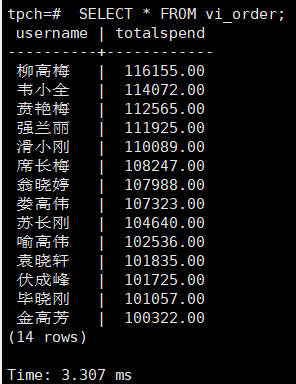 tpch=#  SELECT * FROM vi_order;
 username | totalspend
----------+------------
 柳高梅   |  116155.00
 韦小全   |  114072.00
 贲艳梅   |  112565.00
 强兰丽   |  111925.00
 滑小刚   |  110089.00
 席长梅   |  108247.00
 翁晓婷   |  107988.00
 娄高伟   |  107323.00
 苏长刚   |  104640.00
 喻高伟   |  102536.00
 袁晓轩   |  101835.00
 伏成峰   |  101725.00
 毕晓刚   |  101057.00
 金高芳   |  100322.00
(14 rows)
Time: 3.307 ms